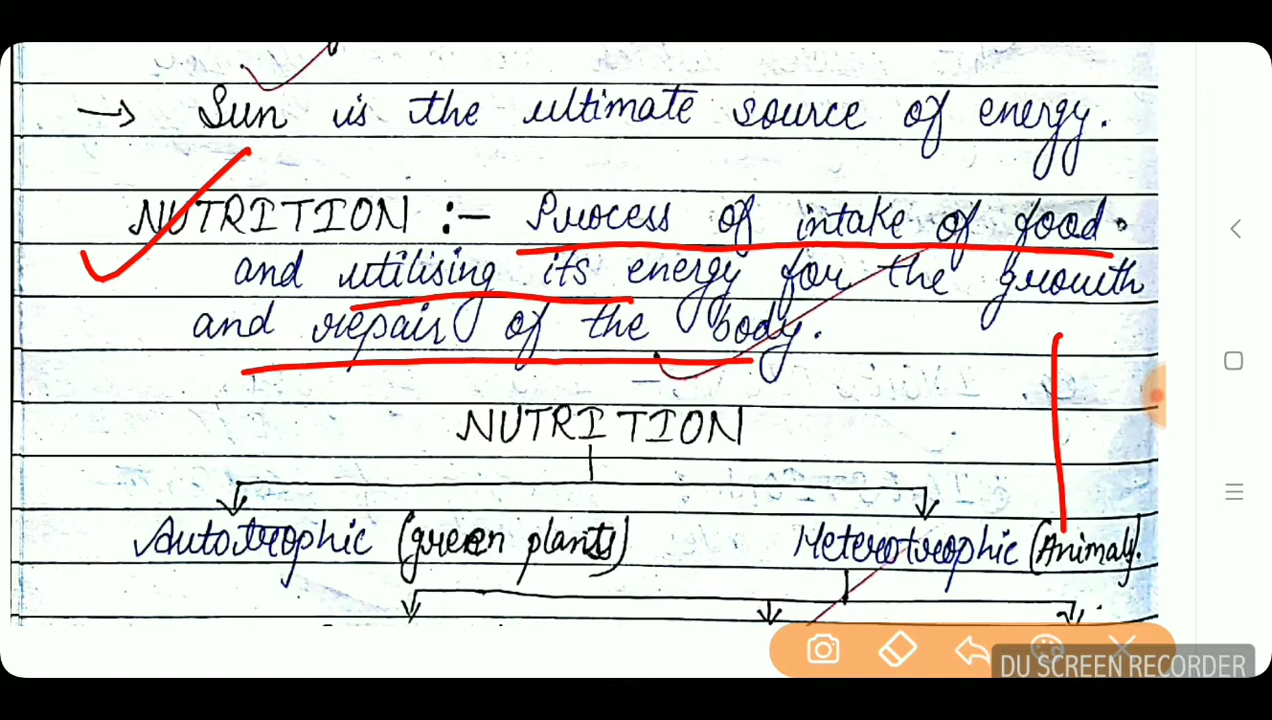 → Sun is the ultimate source of energy.
NUTRITION :- Process of intake of food
and utilising its energy for the growth
and repair of the body.
NUTRITION
Autotrophic (green plants) Heterotrophic (Animals).
DU SCREEN RECORDER